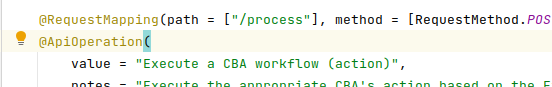 @RequestMapping(path = ["/process"], method = [RequestMethod.POS
@ApiOperation(
value = "Execute a CBA workflow (action)",
notes = "Execute the appropriate CBA's action based on the